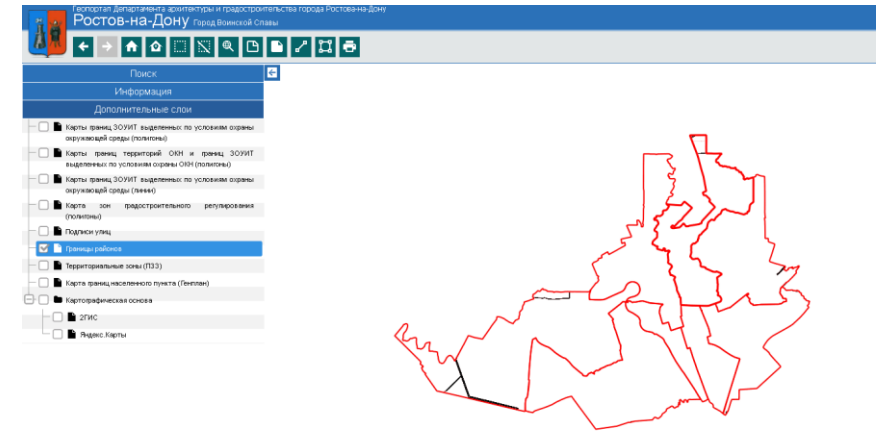 Геопортал Департамента архитектуры и градостроительства города Ростова-на-Дону
Ростов-на-Дону Город Воинской Славы
Поиск
Информация
Дополнительные слои
Карты границ ЗОУИТ выделенных по условиям охраны
окружающей среды (полигоны)
Карты границ территорий ОКН и границ ЗОУИТ
выделенных по условиям охраны ОКН (полигоны)
Карты границ ЗОУИТ выделенных по условиям охраны
окружающей среды (линии)
Карта зон градостроительного регулирования
(полигоны)
Подписи улиц
Границы районов
Территориальные зоны (ПЗЗ)
Карта границ населенного пункта (Генплан)
Картографическая основа
2ГИС
Яндекс.Карты